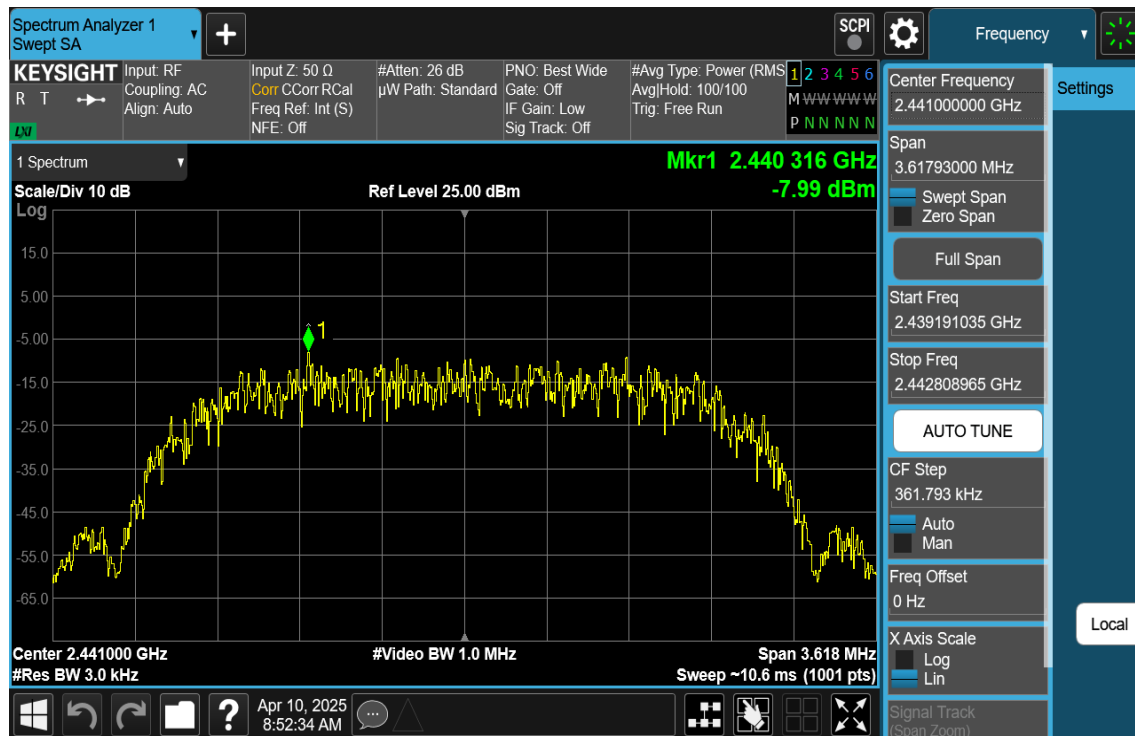 Spectrum Analyzer 1
Swept SA
+
SCPI
Frequency
KEYSIGHT
R T
LXI
Input: RF
Coupling: AC
Align: Auto
Input Z: 50 Ω
Corr CCorr RCal
Freq Ref: Int (S)
NFE: Off
#Atten: 26 dB
µW Path: Standard
PNO: Best Wide
Gate: Off
IF Gain: Low
Sig Track: Off
#Avg Type: Power (RMS
Avg|Hold: 100/100
Trig: Free Run
1 2 3 4 5 6
M W W W W W W
P N N N N N
1 Spectrum
Mkr1 2.440 316 GHz
-7.99 dBm
Scale/Div 10 dB
Ref Level 25.00 dBm
Log
15.0
5.00
-5.00
-15.0
-25.0
-35.0
-45.0
-55.0
-65.0
1
Center 2.441000 GHz
#Video BW 1.0 MHz
Span 3.618 MHz
#Res BW 3.0 kHz
Sweep ~10.6 ms (1001 pts)
Center Frequency
2.441000000 GHz
Span
3.61793000 MHz
Swept Span
Zero Span
Full Span
Start Freq
2.439191035 GHz
Stop Freq
2.442808965 GHz
AUTO TUNE
CF Step
361.793 kHz
Auto
Man
Freq Offset
0 Hz
X Axis Scale
Log
Lin
Signal Track
(Span Zoom)
Settings
Local
?
Apr 10, 2025
8:52:34 AM